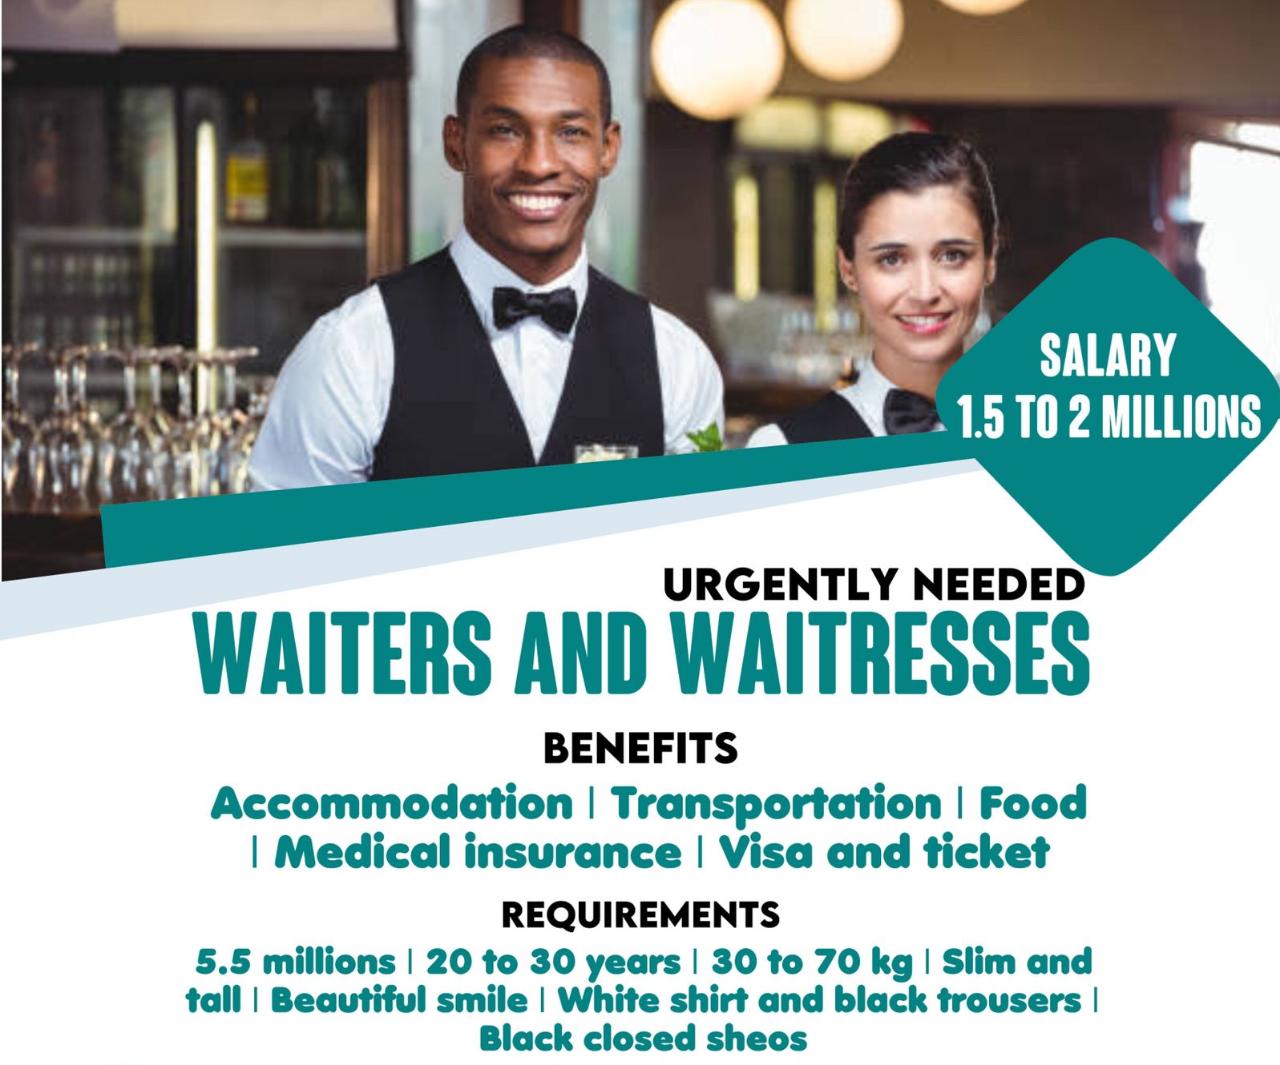 SALARY
1.5 TO 2 MILLIONS
URGENTLY NEEDED
WAITERS AND WAITRESSES
BENEFITS
Accommodation | Transportation | Food
| Medical insurance | Visa and ticket
REQUIREMENTS
5.5 millions | 20 to 30 years | 30 to 70 kg | Slim and
tall | Beautiful smile | White shirt and black trousers |
Black closed sheos